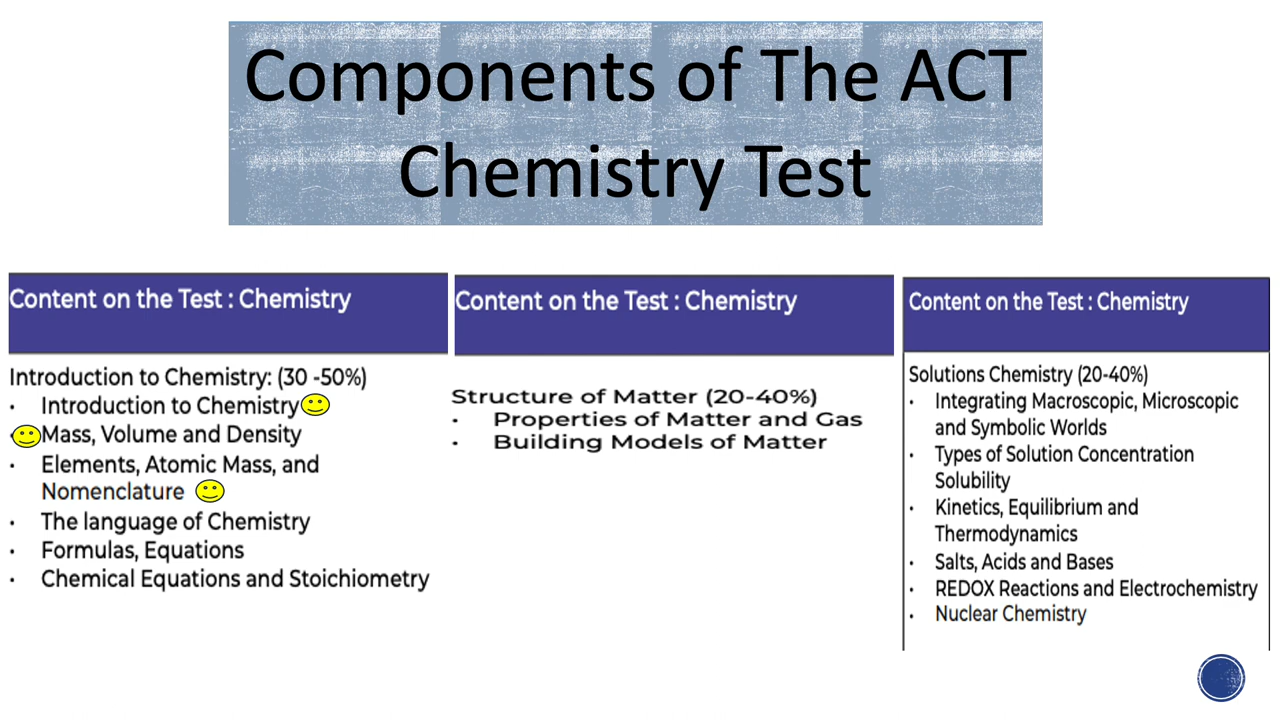 Components of The ACT
Chemistry Test
Content on the Test : Chemistry
Introduction to Chemistry: (30 -50%)
• Introduction to Chemistry
• Mass, Volume and Density
• Elements, Atomic Mass, and
Nomenclature
• The language of Chemistry
• Formulas, Equations
• Chemical Equations and Stoichiometry
Content on the Test : Chemistry
Structure of Matter (20-40%)
• Properties of Matter and Gas
• Building Models of Matter
Content on the Test : Chemistry
Solutions Chemistry (20-40%)
• Integrating Macroscopic, Microscopic
and Symbolic Worlds
• Types of Solution Concentration
Solubility
• Kinetics, Equilibrium and
Thermodynamics
• Salts, Acids and Bases
• REDOX Reactions and Electrochemistry
• Nuclear Chemistry